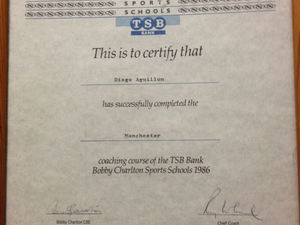 SPORTS
SCHOOLS
TSB
BANK
This is to certify that
Diego Aguillon
has successfully completed the
Manchester
coaching course of the TSB Bank
Bobby Charlton Sports Schools 1986
Bobby Charlton CBE
Chief Coach